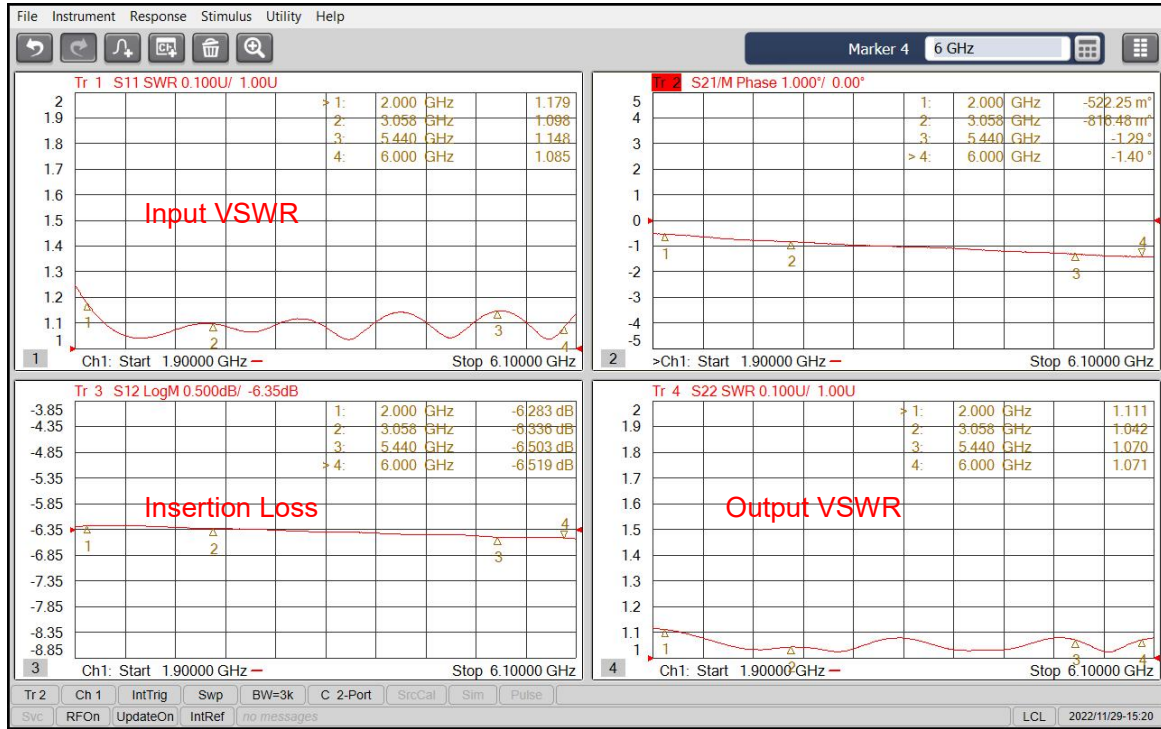 File Instrument Response Stimulus Utility Help
Marker 4 6 GHz
Tr 1 S11 SWR 0.100U/ 1.00U
> 1: 2.000 GHz 1.179
2: 3.058 GHz 1.098
3: 5.440 GHz 1.148
4: 6.000 GHz 1.085
2
1.9
1.8
1.7
1.6
1.5
1.4
1.3
1.2
1.1
1
Input VSWR
1
2
3
4
1 Ch1: Start 1.90000 GHz Stop 6.10000 GHz
Tr 2 S21/M Phase 1.000°/ 0.00°
1: 2.000 GHz -522.25 m°
2: 3.058 GHz -816.48 m°
3: 5.440 GHz -1.29 °
> 4: 6.000 GHz -1.40 °
5
4
3
2
1
0
-1
-2
-3
-4
-5
1
2
3
4
2 >Ch1: Start 1.90000 GHz Stop 6.10000 GHz
Tr 3 S12 LogM 0.500dB/ -6.35dB
1: 2.000 GHz -6.283 dB
2: 3.058 GHz -6.336 dB
3: 5.440 GHz -6.503 dB
> 4: 6.000 GHz -6.519 dB
-3.85
-4.35
-4.85
-5.35
-5.85
-6.35
-6.85
-7.35
-7.85
-8.35
-8.85
Insertion Loss
1
2
3
4
3 Ch1: Start 1.90000 GHz Stop 6.10000 GHz
Tr 4 S22 SWR 0.100U/ 1.00U
> 1: 2.000 GHz 1.111
2: 3.058 GHz 1.042
3: 5.440 GHz 1.070
4: 6.000 GHz 1.071
2
1.9
1.8
1.7
1.6
1.5
1.4
1.3
1.2
1.1
1
Output VSWR
1
2
3
4
4 Ch1: Start 1.90000 GHz Stop 6.10000 GHz
Tr 2 Ch 1 IntTrig Swp BW=3k C 2-Port SrcCal Sim Pulse
Svc RFOn UpdateOn IntRef no messages LCL 2022/11/29-15:20